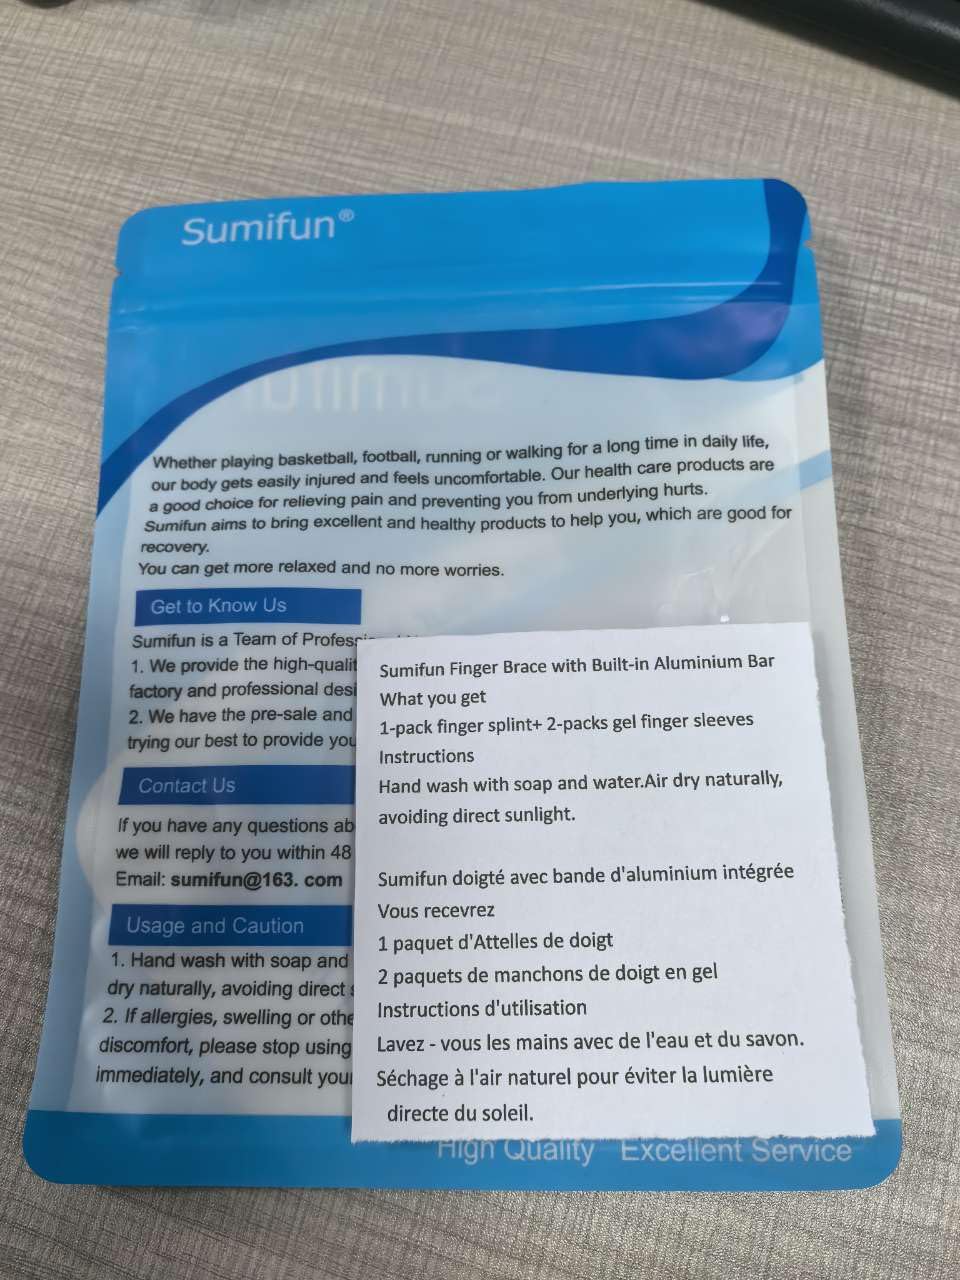 Sumifun®
Whether playing basketball, football, running or walking for a long time in daily life,
our body gets easily injured and feels uncomfortable. Our health care products are
a good choice for relieving pain and preventing you from underlying hurts.
Sumifun aims to bring excellent and healthy products to help you, which are good for
recovery.
You can get more relaxed and no more worries.
Get to Know Us
Sumifun is a Team of
1. We provide the
factory and professional
2. We have the pre-sale and
trying our best to provide you
Contact Us
If you have any questions
we will reply to you within 48
Email: sumifun@163. com
Usage and Caution
1. Hand wash with soap and
dry naturally, avoiding direct
2. If allergies, swelling or
discomfort, please stop using
immediately, and consult your
Sumifun Finger Brace with Built-in Aluminium Bar
What you get
1-pack finger splint+ 2-packs gel finger sleeves
Instructions
Hand wash with soap and water.Air dry naturally,
avoiding direct sunlight.
Sumifun doigté avec bande d'aluminium intégrée
Vous recevrez
1 paquet d'Attelles de doigt
2 paquets de manchons de doigt en gel
Instructions d'utilisation
Lavez - vous les mains avec de l'eau et du savon.
Séchage à l'air naturel pour éviter la lumière
directe du soleil.
High Quality Excellent Service